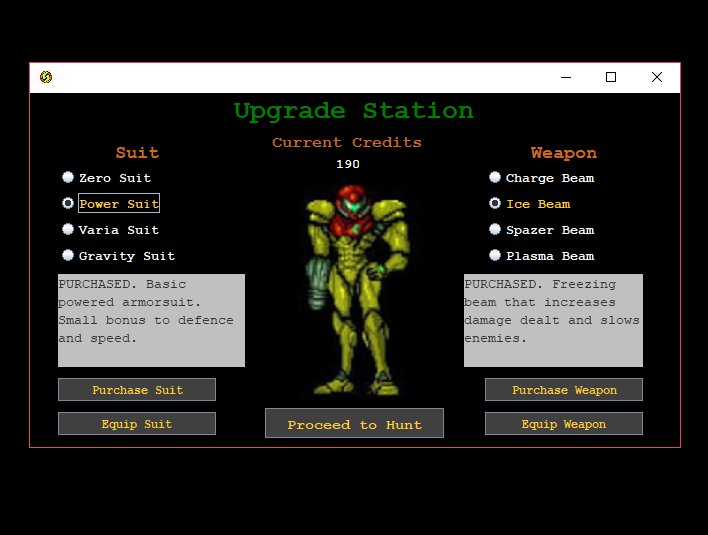 Upgrade Station
Suit
Zero Suit
Power Suit
Varia Suit
Gravity Suit
PURCHASED. Basic
powered armorsuit.
Small bonus to defence
and speed.
Purchase Suit
Equip Suit
Current Credits
190
Proceed to Hunt
Weapon
Charge Beam
Ice Beam
Spazer Beam
Plasma Beam
PURCHASED. Freezing
beam that increases
damage dealt and slows
enemies.
Purchase Weapon
Equip Weapon